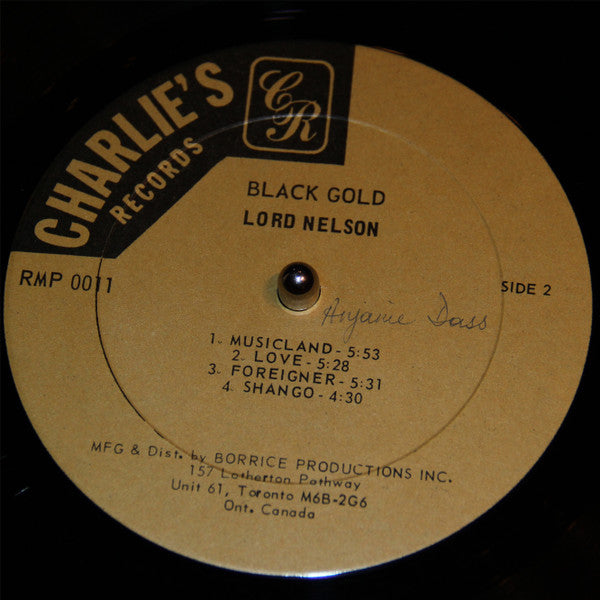 CHARLIE'S
RECORDS
CR
BLACK GOLD
LORD NELSON
RMP 0011
SIDE 2
Anjanie Dass
1. MUSICLAND - 5:53
2. LOVE - 5:28
3. FOREIGNER - 5:31
4. SHANGO - 4:30
MFG & Dist. by BORRICE PRODUCTIONS INC.
157 Lotherton Pathway
Unit 61, Toronto M6B-2G6
Ont. Canada